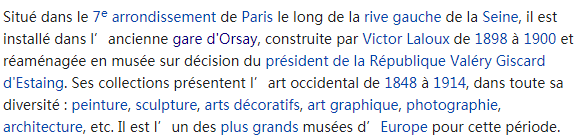 Situé dans le 7e arrondissement de Paris le long de la rive gauche de la Seine, il est
installé dans l’ancienne gare d'Orsay, construite par Victor Laloux de 1898 à 1900 et
réaménagée en musée sur décision du président de la République Valéry Giscard
d'Estaing. Ses collections présentent l’art occidental de 1848 à 1914, dans toute sa
diversité : peinture, sculpture, arts décoratifs, art graphique, photographie,
architecture, etc. Il est l’un des plus grands musées d’Europe pour cette période.